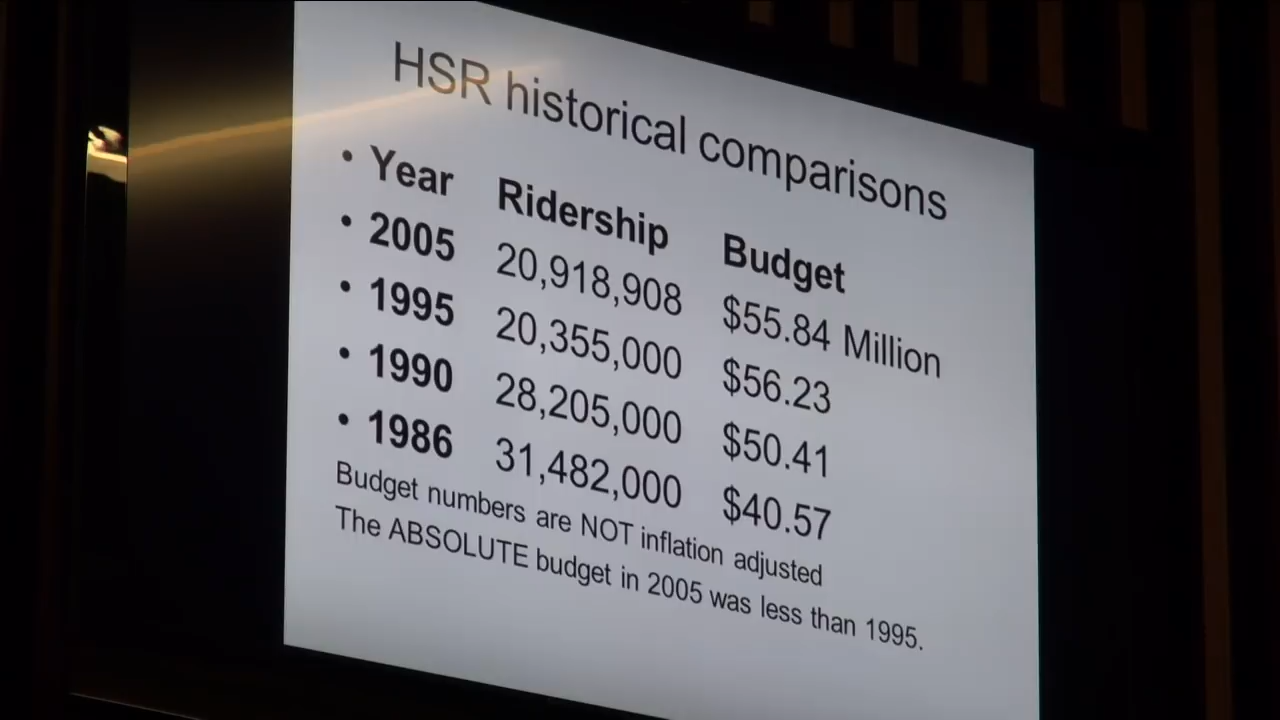 HSR historical comparisons
• Year Ridership Budget
• 2005 20,918,908 $55.84 Million
• 1995 20,355,000 $56.23
• 1990 28,205,000 $50.41
• 1986 31,482,000 $40.57
Budget numbers are NOT inflation adjusted
The ABSOLUTE budget in 2005 was less than 1995.